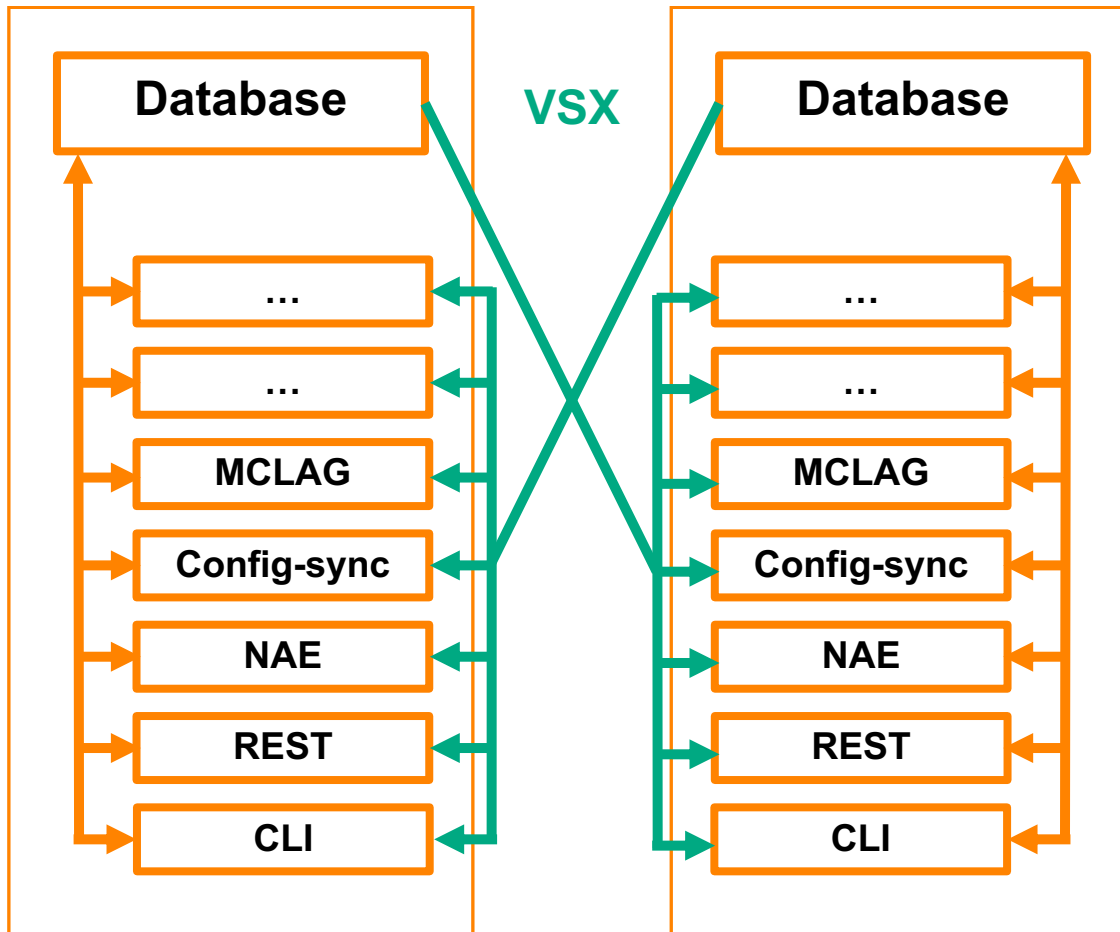 Database
…
…
MCLAG
Config-sync
NAE
REST
CLI
VSX
Database
…
…
MCLAG
Config-sync
NAE
REST
CLI